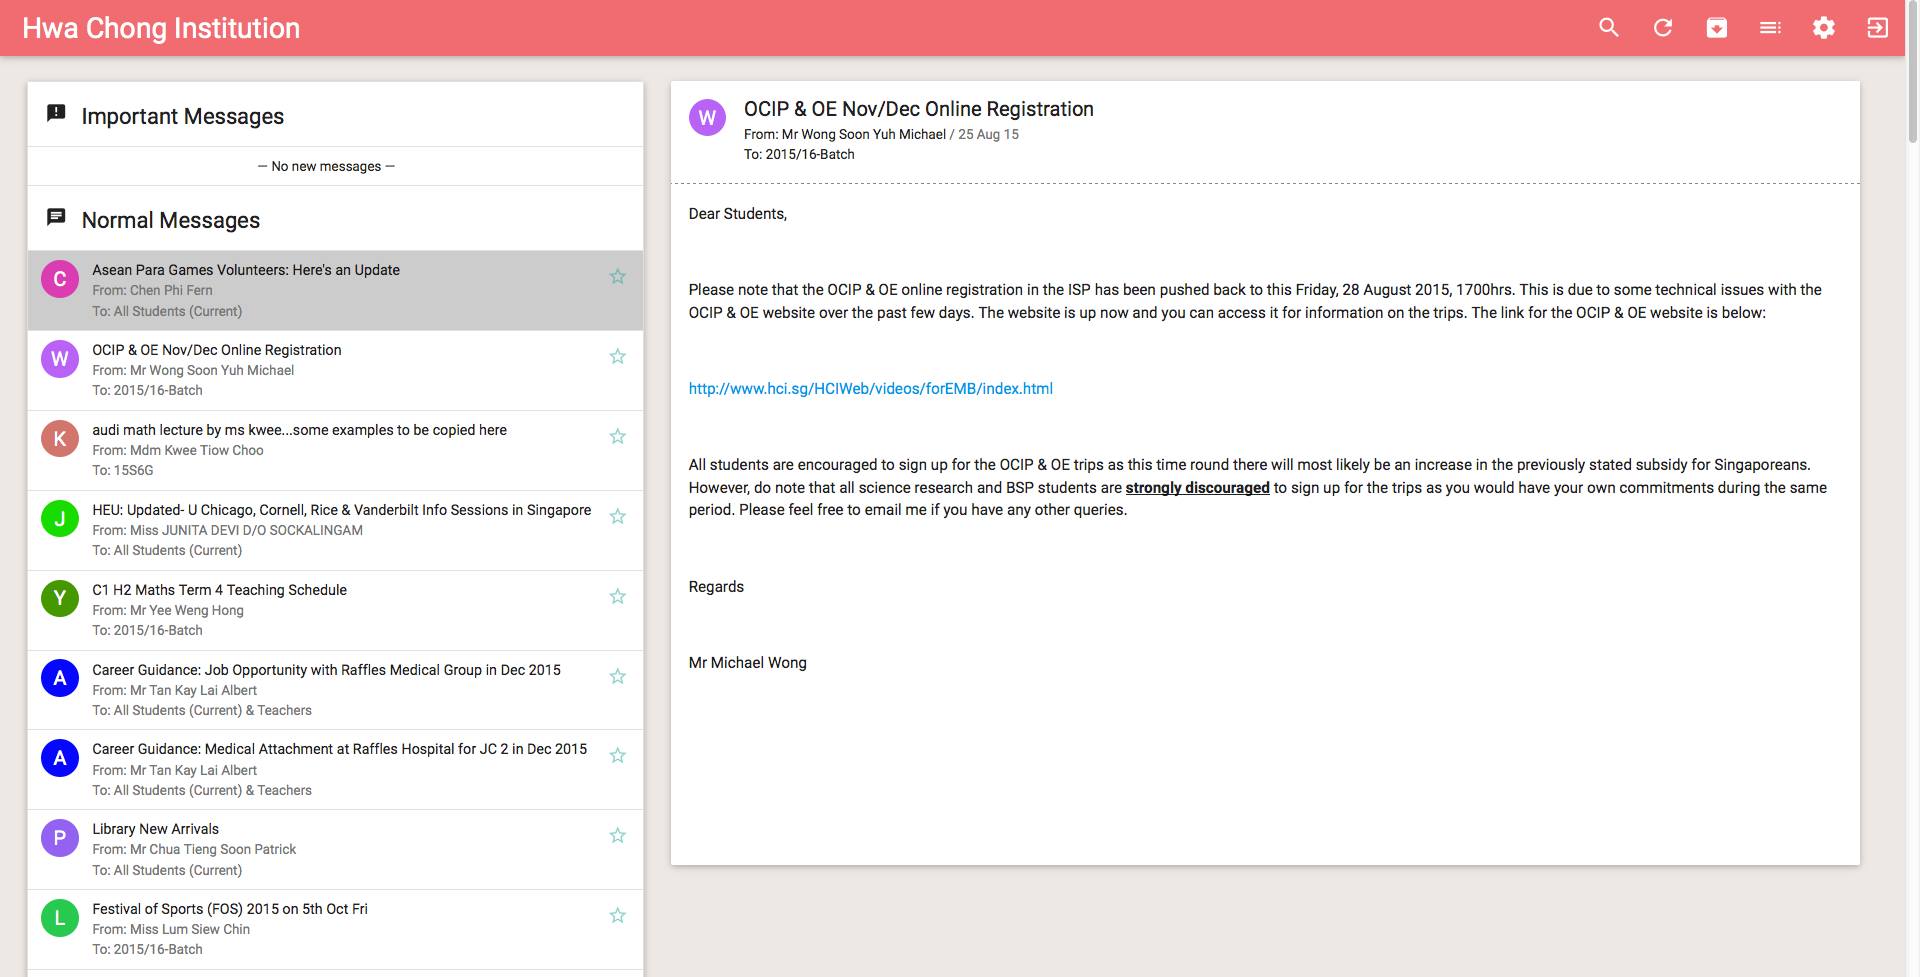 Hwa Chong Institution
Important Messages
— No new messages —
Normal Messages
C
Asean Para Games Volunteers: Here's an Update
From: Chen Phi Fern
To: All Students (Current)
W
OCIP & OE Nov/Dec Online Registration
From: Mr Wong Soon Yuh Michael
To: 2015/16-Batch
K
audi math lecture by ms kwee...some examples to be copied here
From: Mdm Kwee Tiow Choo
To: 15S6G
J
HEU: Updated- U Chicago, Cornell, Rice & Vanderbilt Info Sessions in Singapore
From: Miss JUNITA DEVI D/O SOCKALINGAM
To: All Students (Current)
Y
C1 H2 Maths Term 4 Teaching Schedule
From: Mr Yee Weng Hong
To: 2015/16-Batch
A
Career Guidance: Job Opportunity with Raffles Medical Group in Dec 2015
From: Mr Tan Kay Lai Albert
To: All Students (Current) & Teachers
A
Career Guidance: Medical Attachment at Raffles Hospital for JC 2 in Dec 2015
From: Mr Tan Kay Lai Albert
To: All Students (Current) & Teachers
P
Library New Arrivals
From: Mr Chua Tieng Soon Patrick
To: All Students (Current)
L
Festival of Sports (FOS) 2015 on 5th Oct Fri
From: Miss Lum Siew Chin
To: 2015/16-Batch
W
OCIP & OE Nov/Dec Online Registration
From: Mr Wong Soon Yuh Michael / 25 Aug 15
To: 2015/16-Batch
Dear Students,
Please note that the OCIP & OE online registration in the ISP has been pushed back to this Friday, 28 August 2015, 1700hrs. This is due to some technical issues with the
OCIP & OE website over the past few days. The website is up now and you can access it for information on the trips. The link for the OCIP & OE website is below:
http://www.hci.sg/HCIWeb/videos/forEMB/index.html
All students are encouraged to sign up for the OCIP & OE trips as this time round there will most likely be an increase in the previously stated subsidy for Singaporeans.
However, do note that all science research and BSP students are strongly discouraged to sign up for the trips as you would have your own commitments during the same
period. Please feel free to email me if you have any other queries.
Regards
Mr Michael Wong